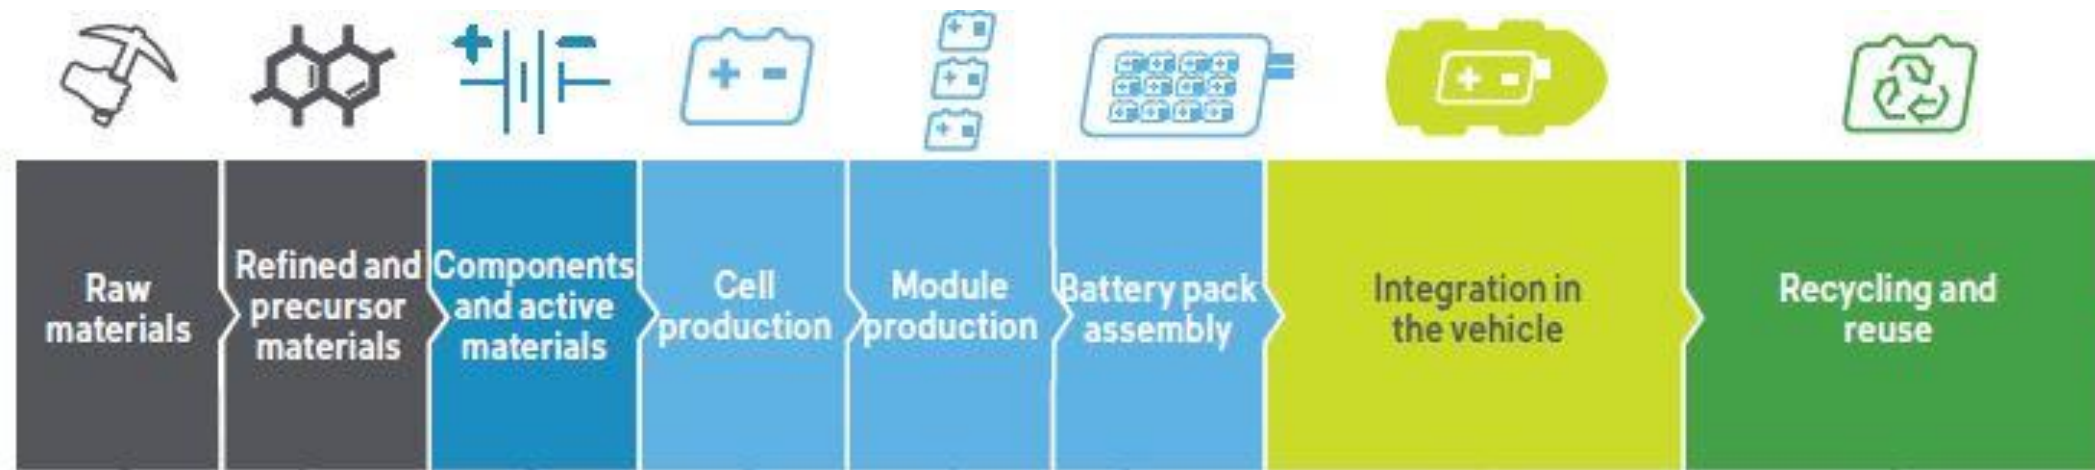 Raw
materials
Refined and
precursor
materials
Components
and active
materials
Cell
production
Module
production
Battery pack
assembly
Integration in
the vehicle
Recycling and
reuse